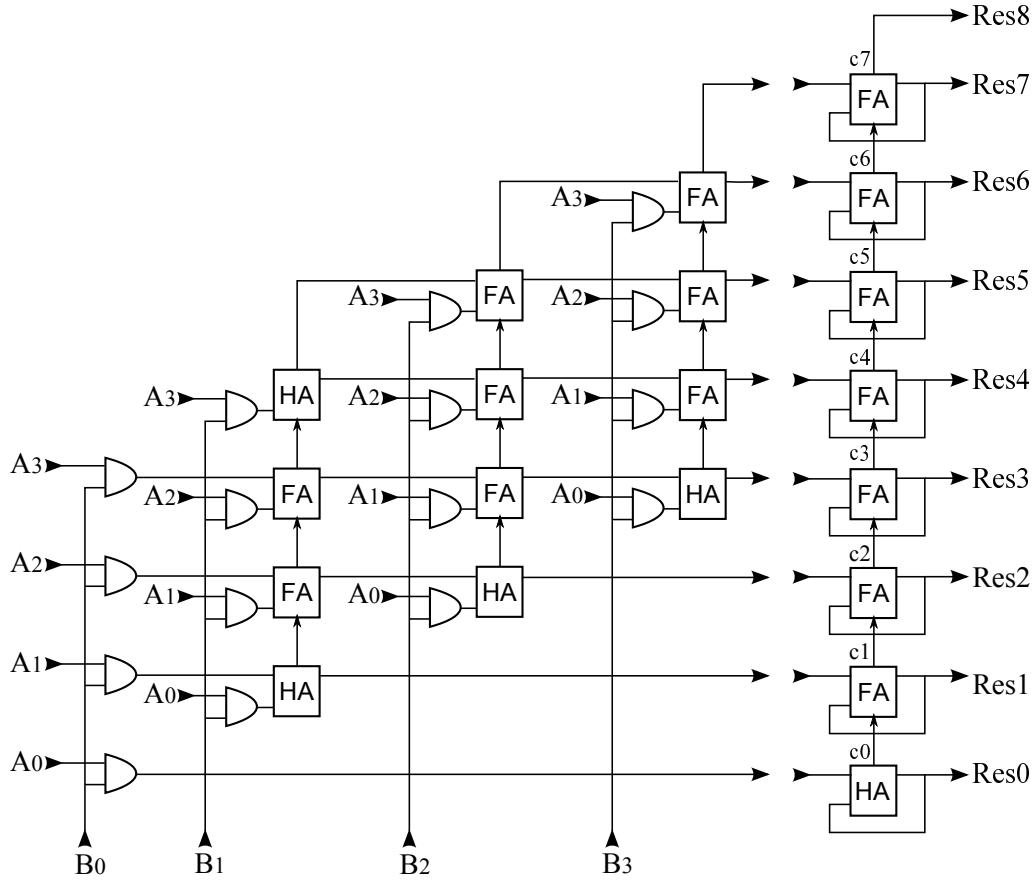 Res8
c7
FA Res7
c6
A3 FA FA Res6
c5
A3 FA A2 FA FA Res5
c4
A3 HA A2 FA A1 FA FA Res4
c3
A3 A2 FA A1 FA A0 HA FA Res3
c2
A2 A1 FA A0 HA FA Res2
c1
A1 A0 HA FA Res1
c0
A0 HA Res0
B0 B1 B2 B3